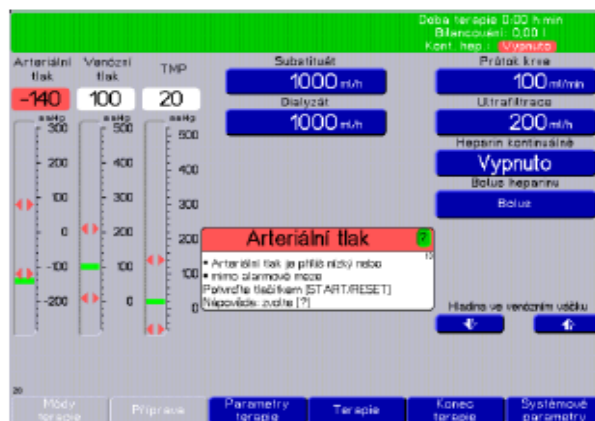 Doba terapie 0:00 h:min
Bilancování: 0,00 l
Kont. hep.: Vypnuto
Arteriální tlak
Venózní tlak
TMP
-140
100
20
mmHg
mmHg
mmHg
300
200
100
0
-100
-200
300
200
100
0
500
400
300
200
100
0
Substituát
1000 ml/h
Dialyzát
1000 ml/h
Průtok krve
100 ml/min
Ultrafiltrace
200 ml/h
Heparin kontinuálně
Vypnuto
Bolus heparinu
Bolus
Arteriální tlak ?
• Arteriální tlak je příliš nízký nebo
• mimo alarmové meze
Potvrďte tlačítkem [START/RESET]
Nápověda: zvolte [?]
Hladina ve venózním váčku
20
Módy terapie
Příprava
Parametry terapie
Terapie
Konec terapie
Systémové parametry